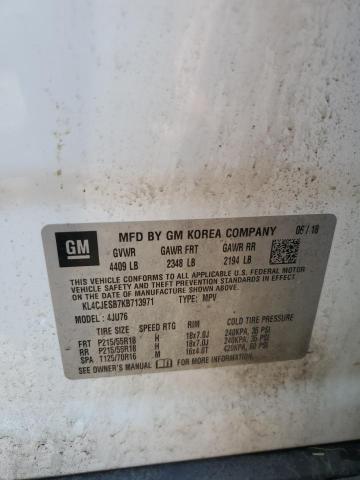 GM
MFD BY GM KOREA COMPANY 06/18
GVWR GAWR FRT GAWR RR
4409 LB 2348 LB 2194 LB
THIS VEHICLE CONFORMS TO ALL APPLICABLE U.S. FEDERAL MOTOR
VEHICLE SAFETY, BUMPER, AND THEFT PREVENTION STANDARDS IN
EFFECT ON THE DATE OF MANUFACTURE SHOWN ABOVE.
KL4CJESB7KB713971 TYPE: MPV
MODEL: 4JU76
TIRE SIZE SPEED RTG RIM COLD TIRE PRESSURE
FRT P215/55R18 H 18x7.0J 240KPA, 35 PSI
RR P215/55R18 H 18x7.0J 240KPA, 35 PSI
SPA T125/70R16 M 16x4.0T 420KPA, 60 PSI
SEE OWNER'S MANUAL FOR MORE INFORMATION.